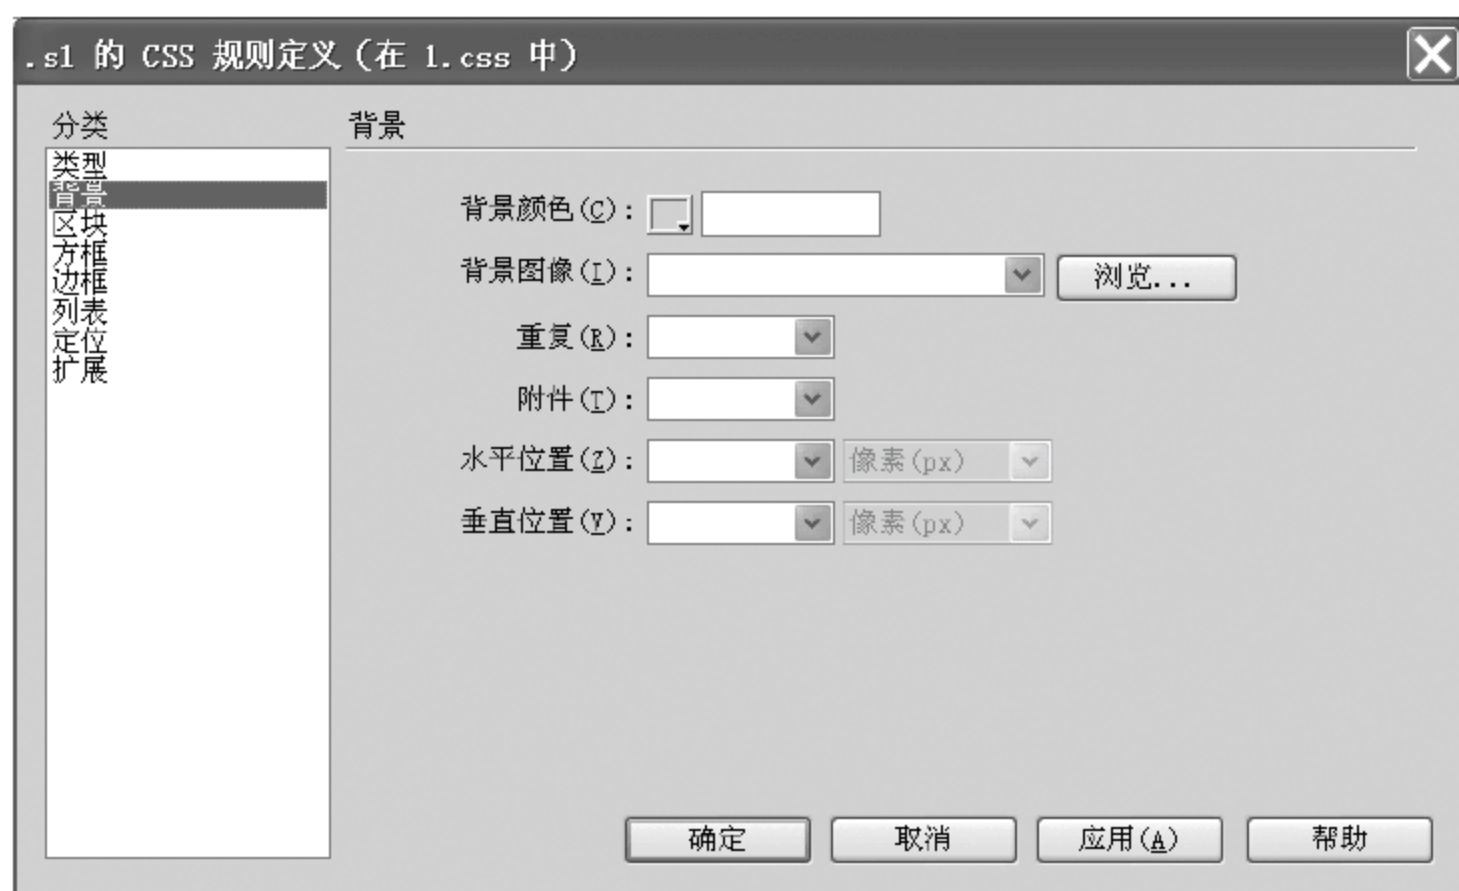 .s1 的 CSS 规则定义（在 1.css 中）
分类
类型
背景
区块
方框
边框
列表
定位
扩展
背景
背景颜色(C)：
背景图像(I)： 浏览...
重复(R)：
附件(T)：
水平位置(Z)： 像素(px)
垂直位置(V)： 像素(px)
确定 取消 应用(A) 帮助